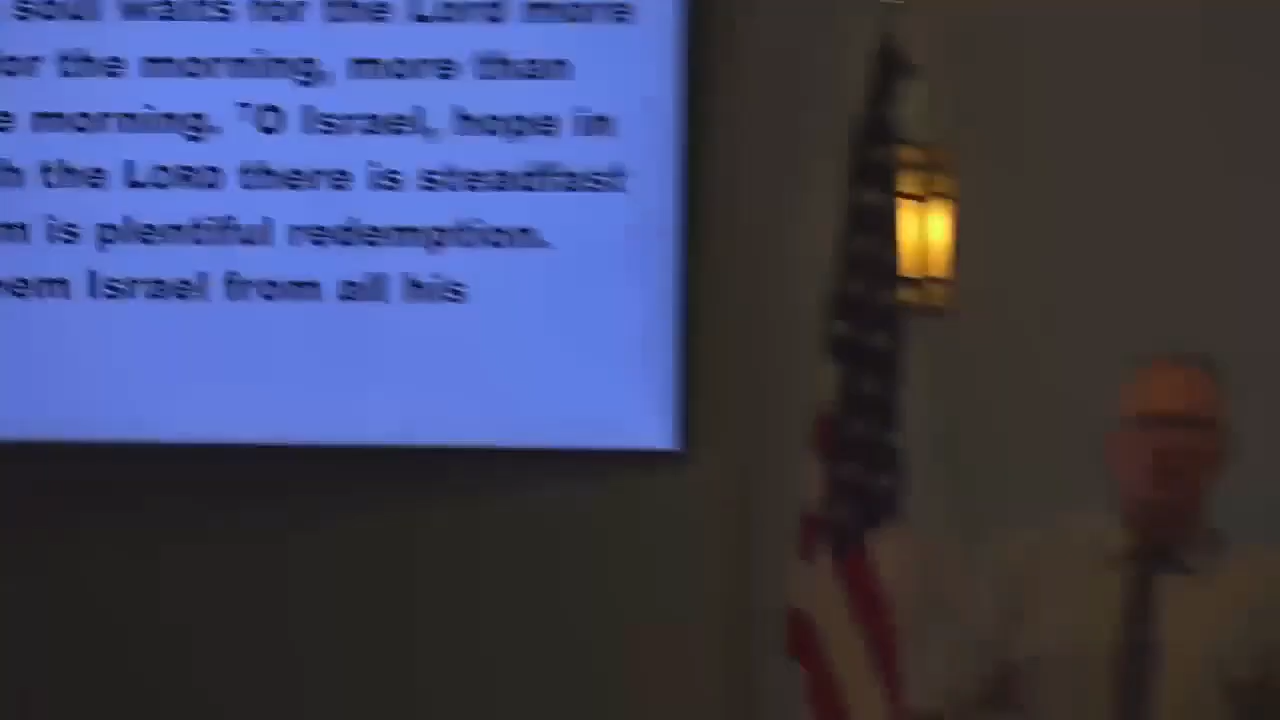 soul waits for the Lord more
for the morning, more than
morning. 7O Israel, hope in
the LORD there is steadfast
is plentiful redemption.
Israel from all his